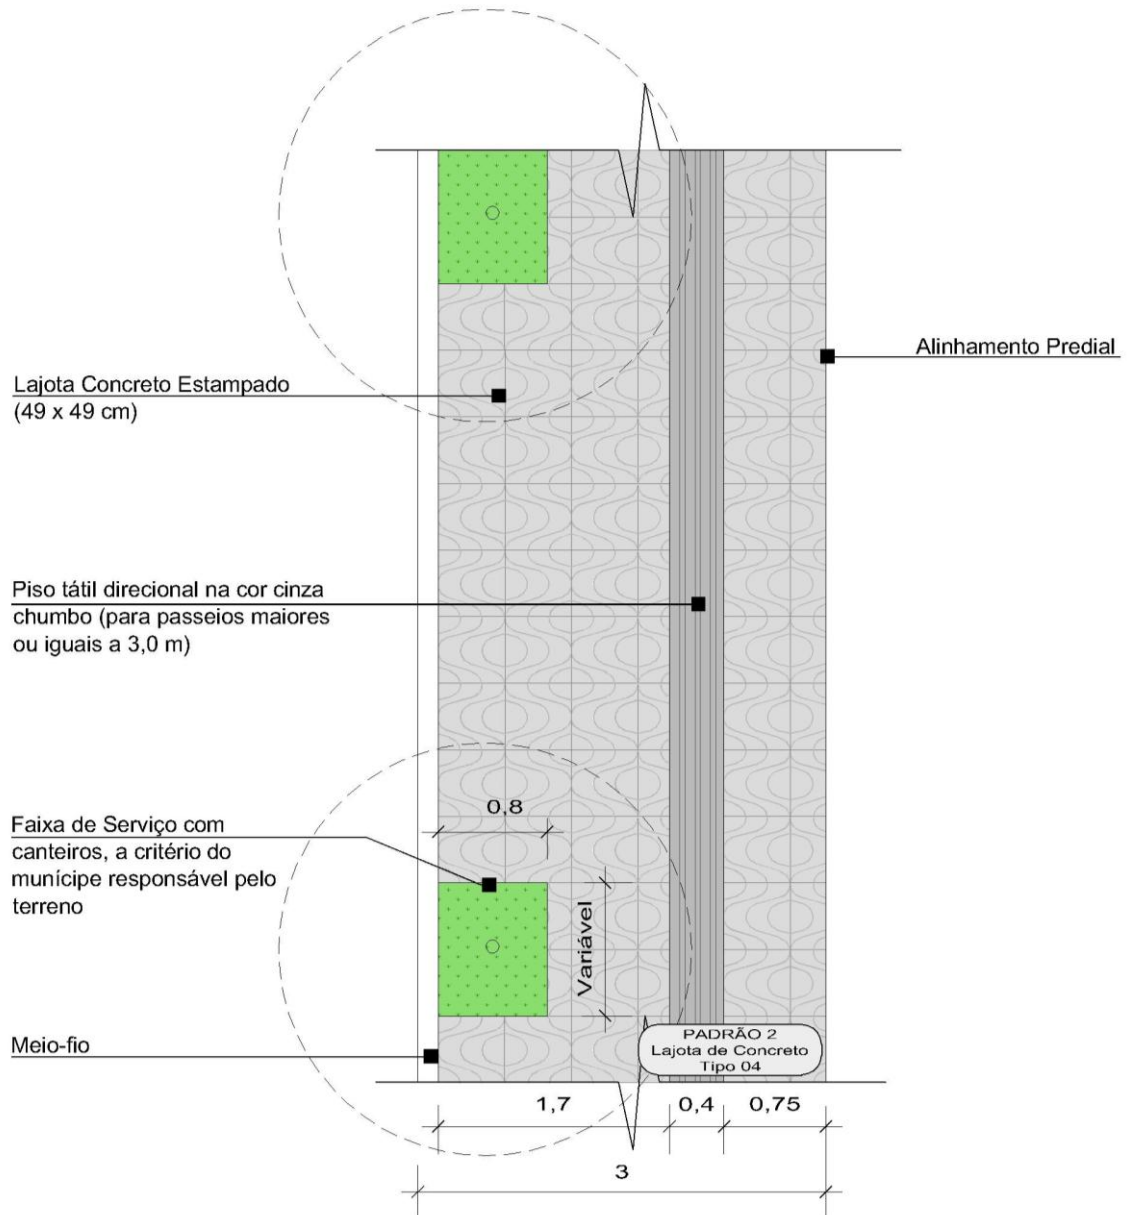 Alinhamento Predial
Lajota Concreto Estampado
(49 x 49 cm)
Piso tátil direcional na cor cinza
chumbo (para passeios maiores
ou iguais a 3,0 m)
0,8
Faixa de Serviço com
canteiros, a critério do
munícipe responsável pelo
terreno
Variável
Meio-fio
PADRÃO 2
Lajota de Concreto
Tipo 04
1,7
0,4
0,75
3